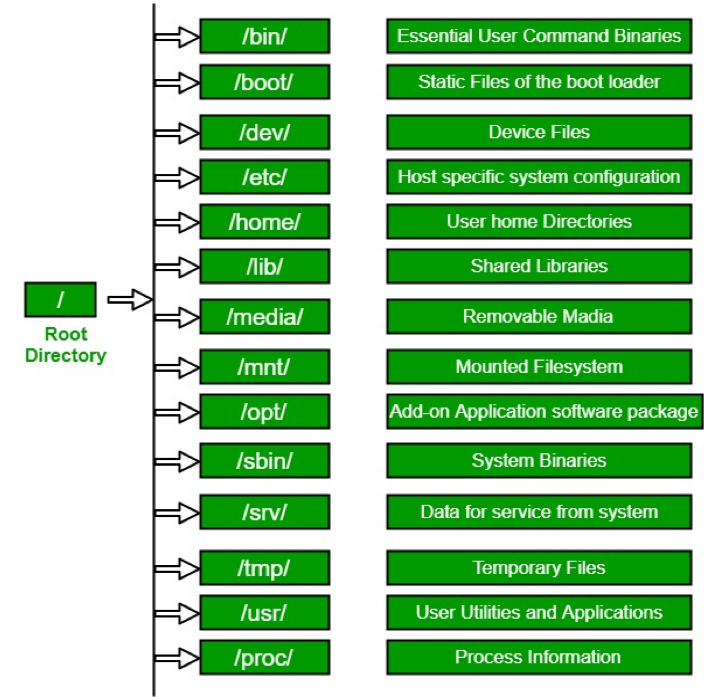 /bin/ Essential User Command Binaries
/boot/ Static Files of the boot loader
/dev/ Device Files
/etc/ Host specific system configuration
/home/ User home Directories
/lib/ Shared Libraries
/
Root
Directory
/media/ Removable Madia
/mnt/ Mounted Filesystem
/opt/ Add-on Application software package
/sbin/ System Binaries
/srv/ Data for service from system
/tmp/ Temporary Files
/usr/ User Utilities and Applications
/proc/ Process Information